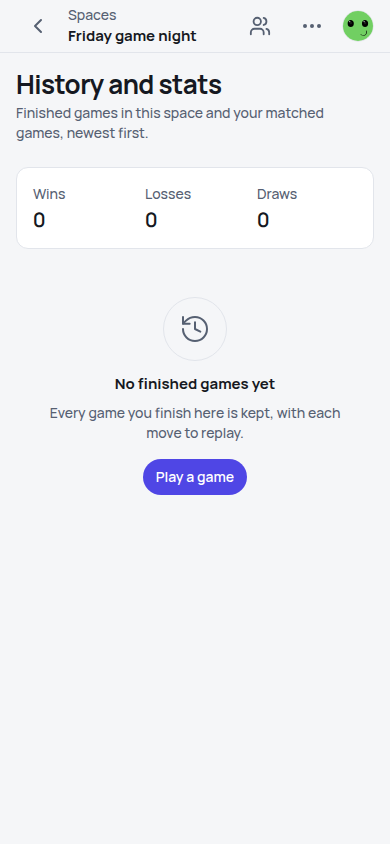 Spaces
Friday game night
History and stats
Finished games in this space and your matched
games, newest first.
Wins
Losses
Draws
0
0
0
No finished games yet
Every game you finish here is kept, with each
move to replay.
Play a game